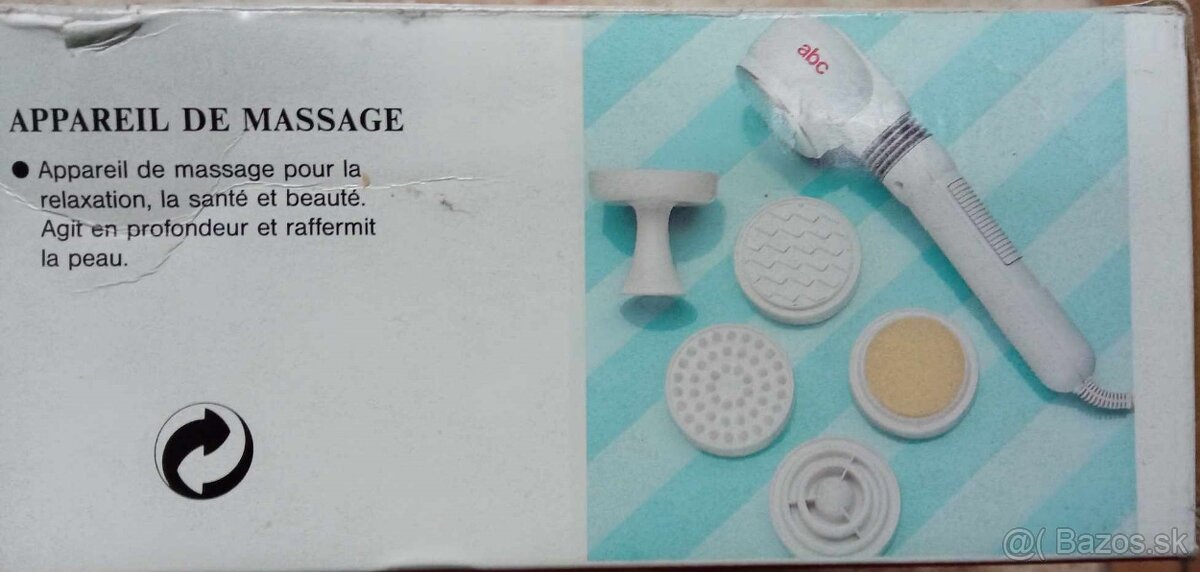 APPAREIL DE MASSAGE
● Appareil de massage pour la
relaxation, la santé et beauté.
Agit en profondeur et raffermit
la peau.
abc
@( Bazos.sk